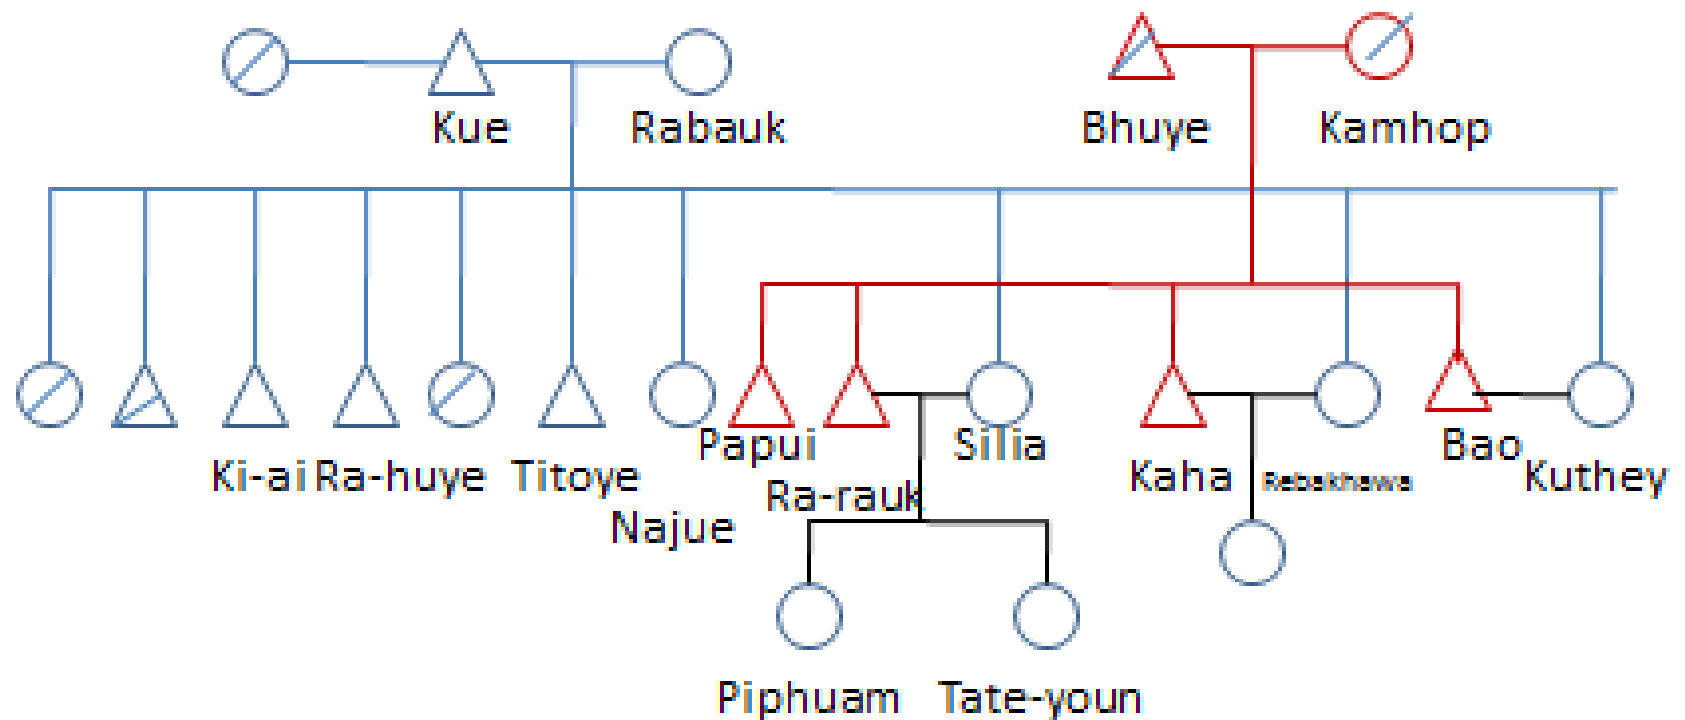 Kue
Rabauk
Bhuye
Kamhop
Ki-ai
Ra-huye
Titoye
Najue
Papui
Ra-rauk
Silia
Kaha
Rebakhawa
Bao
Kuthey
Piphuam
Tate-youn